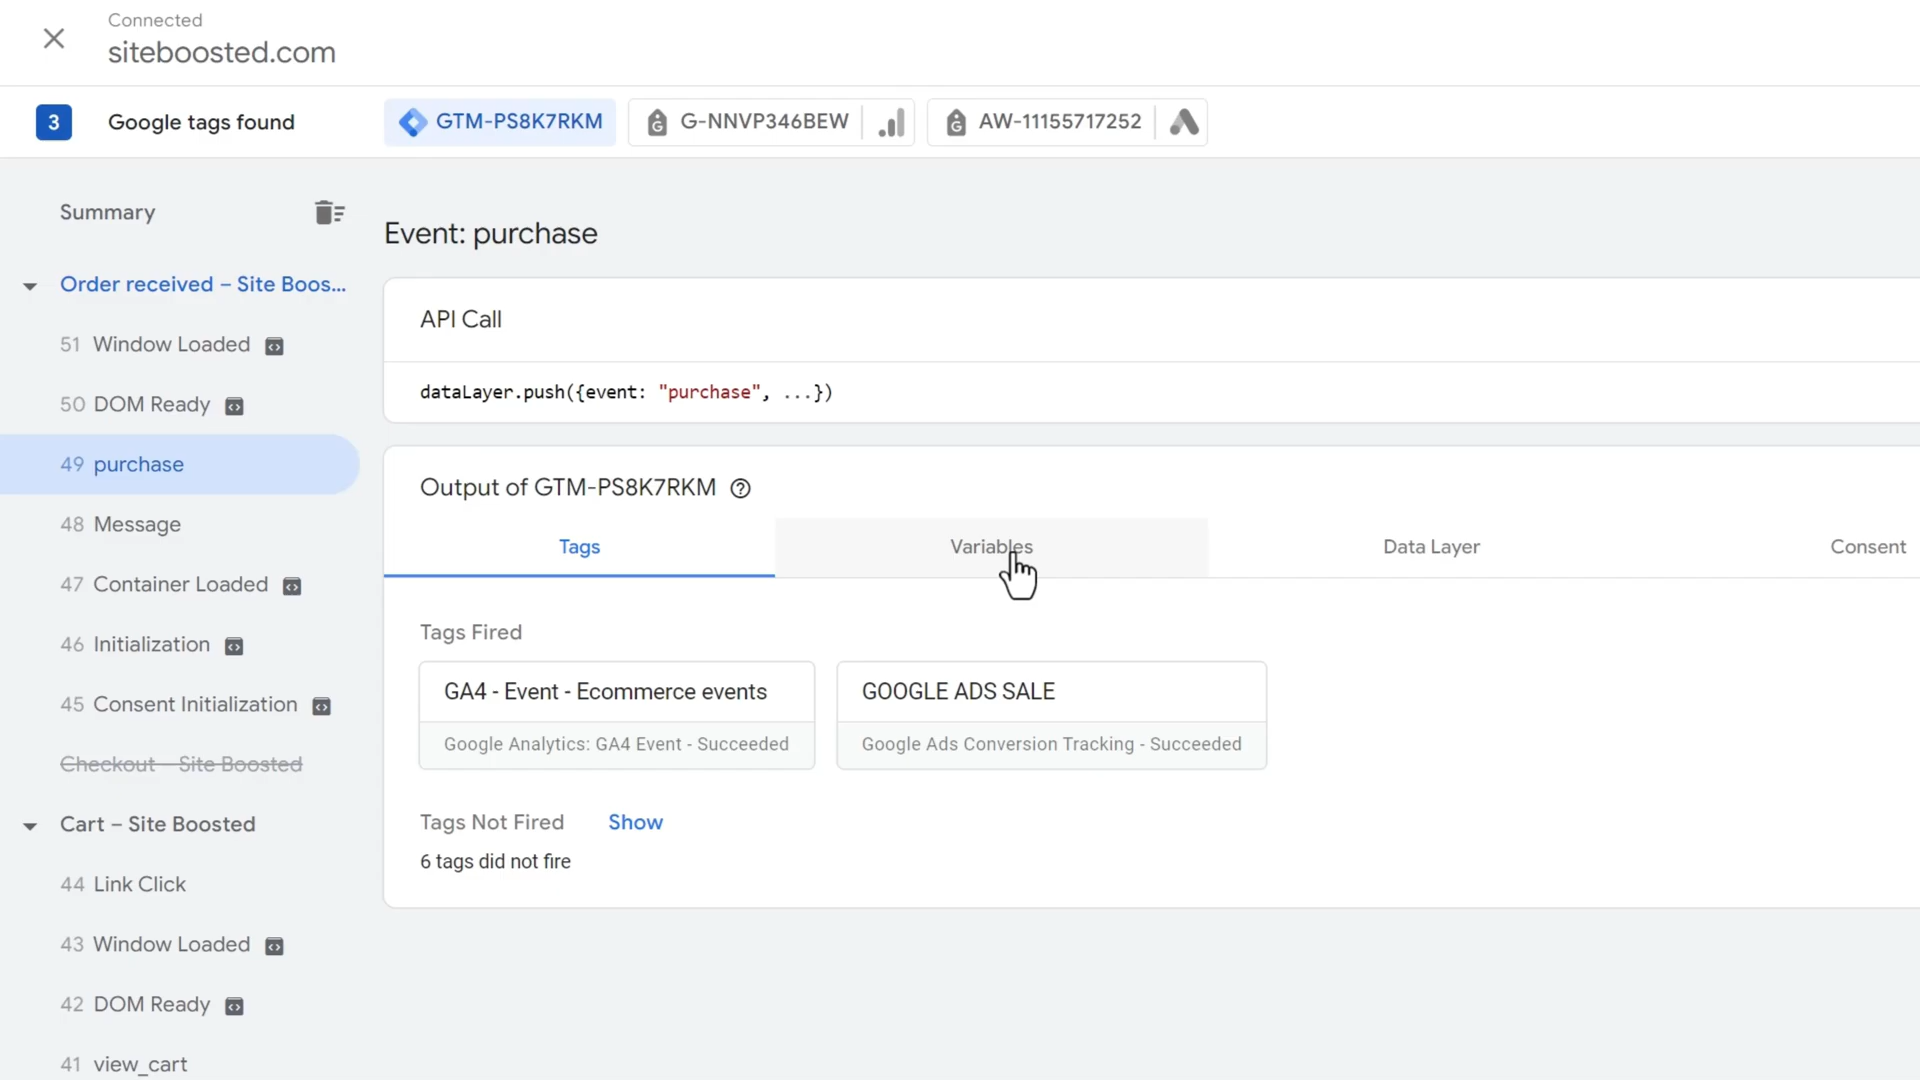 Connected
siteboosted.com
3 Google tags found GTM-PS8K7RKM G-NNVP346BEW AW-11155717252
Summary
Order received – Site Boos...
51 Window Loaded
50 DOM Ready
49 purchase
48 Message
47 Container Loaded
46 Initialization
45 Consent Initialization
Checkout – Site Boosted
Cart – Site Boosted
44 Link Click
43 Window Loaded
42 DOM Ready
41 view_cart
Event: purchase
API Call
dataLayer.push({event: "purchase", ...})
Output of GTM-PS8K7RKM
Tags Variables Data Layer Consent
Tags Fired
GA4 - Event - Ecommerce events
Google Analytics: GA4 Event - Succeeded
GOOGLE ADS SALE
Google Ads Conversion Tracking - Succeeded
Tags Not Fired Show
6 tags did not fire